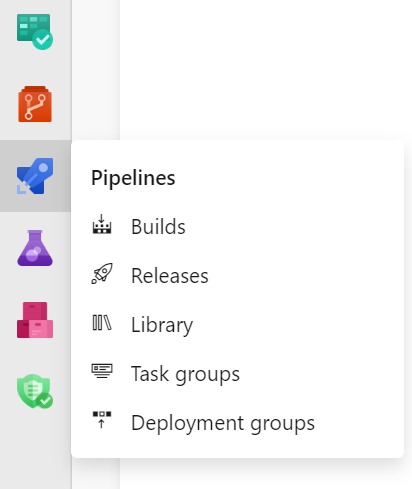 Pipelines
Builds
Releases
Library
Task groups
Deployment groups